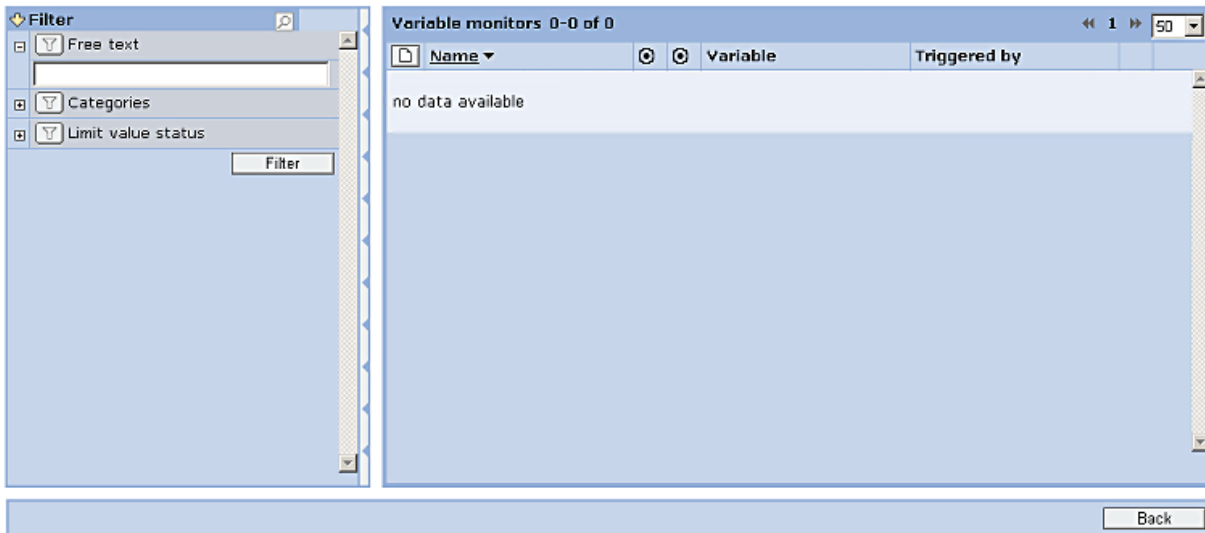 Filter
Free text
Categories
Limit value status
Filter
Variable monitors 0-0 of 0
1
50
Name
Variable
Triggered by
no data available
Back